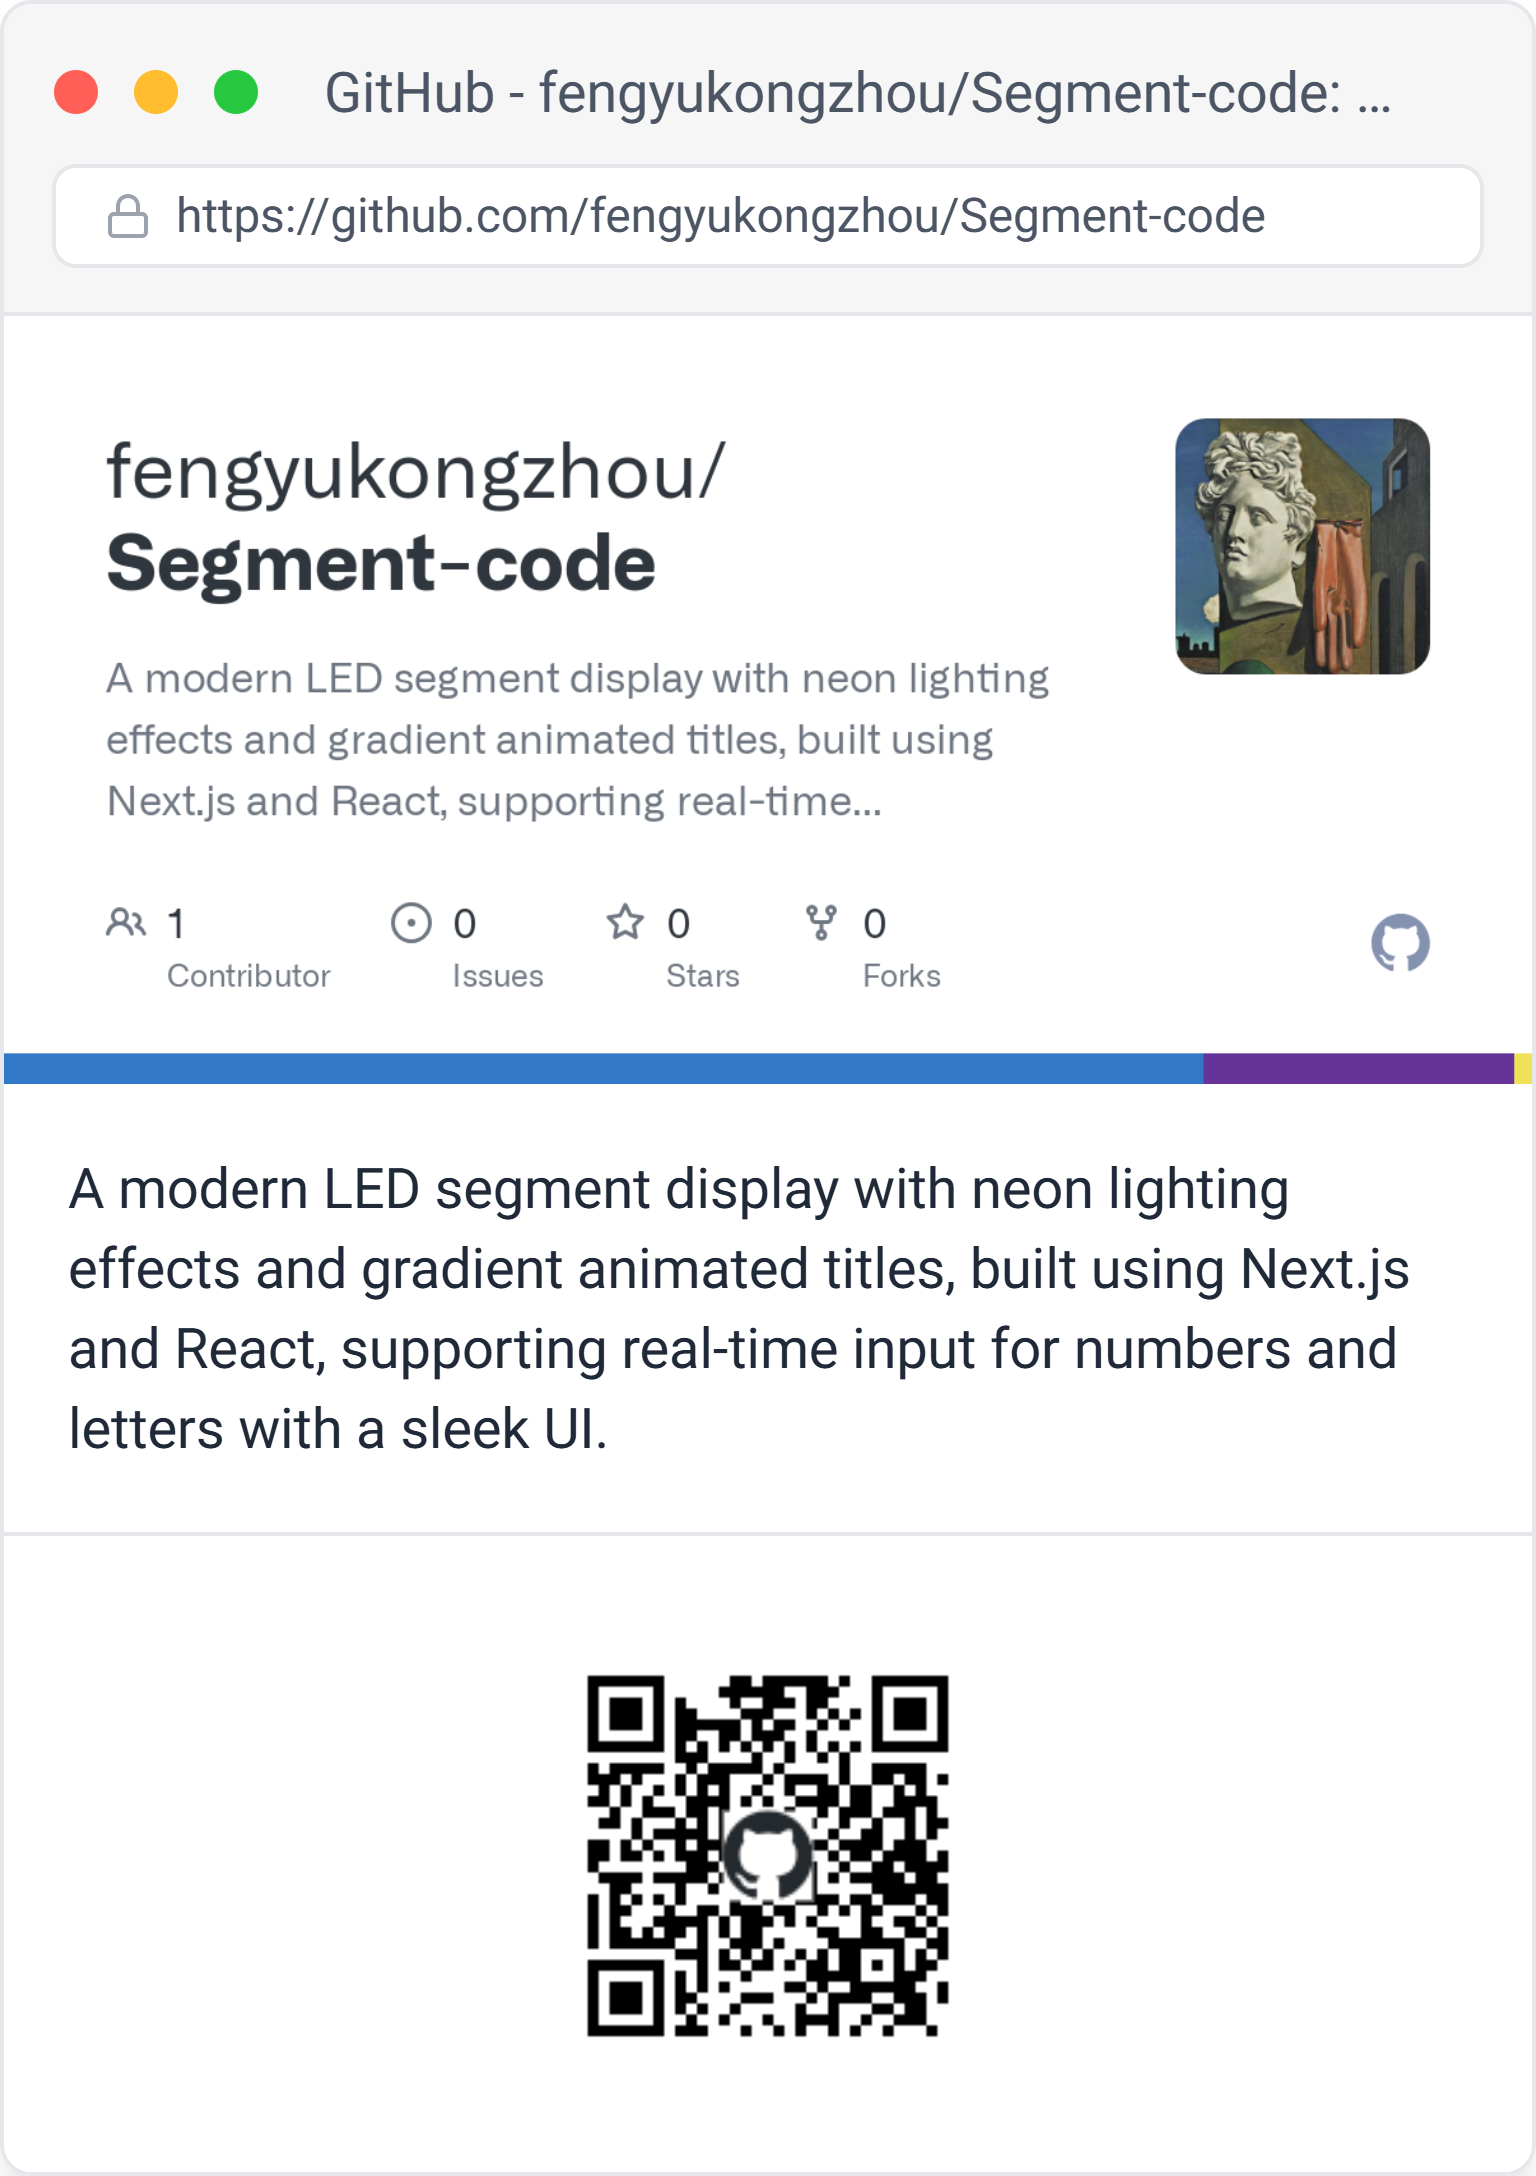 GitHub - fengyukongzhou/Segment-code: ...
https://github.com/fengyukongzhou/Segment-code
fengyukongzhou/
Segment-code
A modern LED segment display with neon lighting
effects and gradient animated titles, built using
Next.js and React, supporting real-time...
1 0 0 0
Contributor Issues Stars Forks
A modern LED segment display with neon lighting
effects and gradient animated titles, built using Next.js
and React, supporting real-time input for numbers and
letters with a sleek UI.